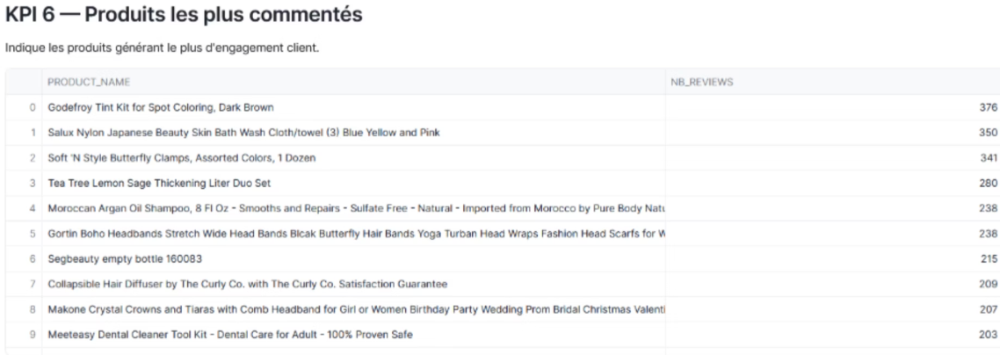 KPI 6 — Produits les plus commentés
Indique les produits générant le plus d'engagement client.
PRODUCT_NAME NB_REVIEWS
0 Godefroy Tint Kit for Spot Coloring, Dark Brown 376
1 Salux Nylon Japanese Beauty Skin Bath Wash Cloth/towel (3) Blue Yellow and Pink 350
2 Soft 'N Style Butterfly Clamps, Assorted Colors, 1 Dozen 341
3 Tea Tree Lemon Sage Thickening Liter Duo Set 280
4 Moroccan Argan Oil Shampoo, 8 Fl Oz - Smooths and Repairs - Sulfate Free - Natural - Imported from Morocco by Pure Body Natu 238
5 Gortin Boho Headbands Stretch Wide Head Bands Blcak Butterfly Hair Bands Yoga Turban Head Wraps Fashion Head Scarfs for W 238
6 Segbeauty empty bottle 160083 215
7 Collapsible Hair Diffuser by The Curly Co. with The Curly Co. Satisfaction Guarantee 209
8 Makone Crystal Crowns and Tiaras with Comb Headband for Girl or Women Birthday Party Wedding Prom Bridal Christmas Valenti 207
9 Meeteasy Dental Cleaner Tool Kit - Dental Care for Adult - 100% Proven Safe 203